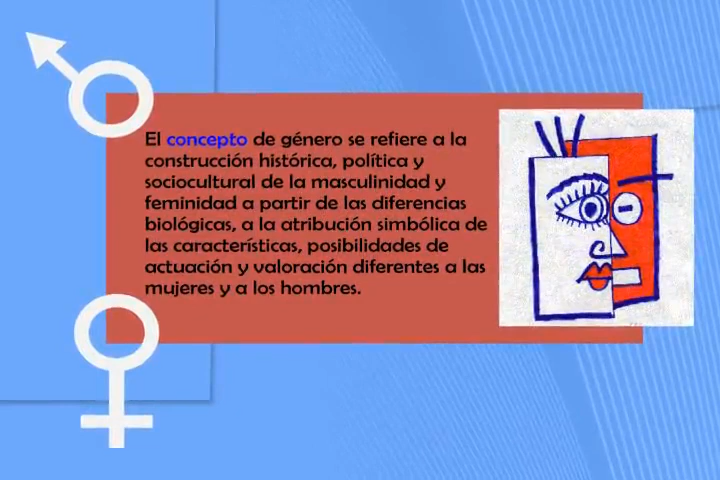 El concepto de género se refiere a la
construcción histórica, política y
sociocultural de la masculinidad y
feminidad a partir de las diferencias
biológicas, a la atribución simbólica de
las características, posibilidades de
actuación y valoración diferentes a las
mujeres y a los hombres.